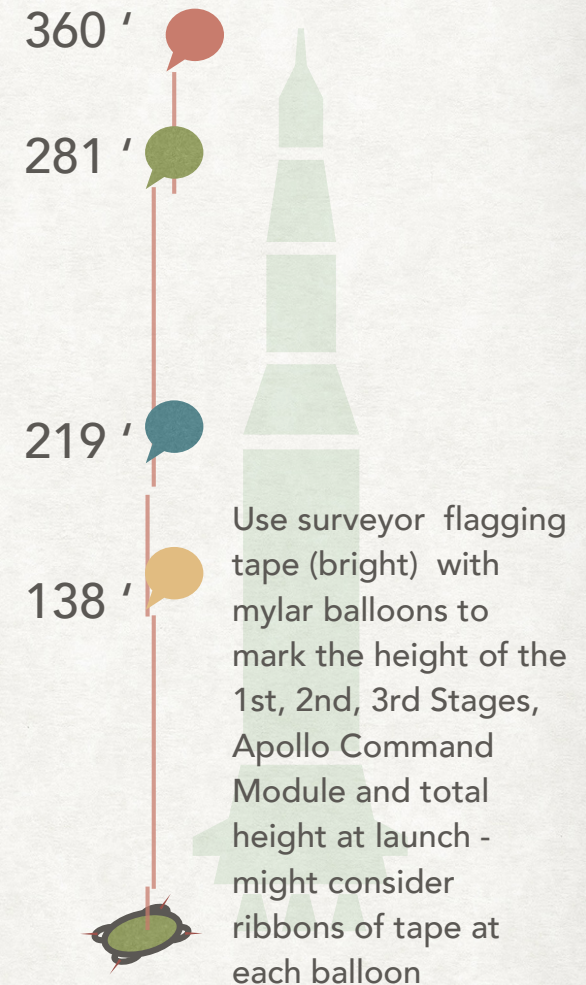 360 ‘
281 ‘
219 ‘
138 ‘
Use surveyor flagging
tape (bright) with
mylar balloons to
mark the height of the
1st, 2nd, 3rd Stages,
Apollo Command
Module and total
height at launch -
might consider
ribbons of tape at
each balloon